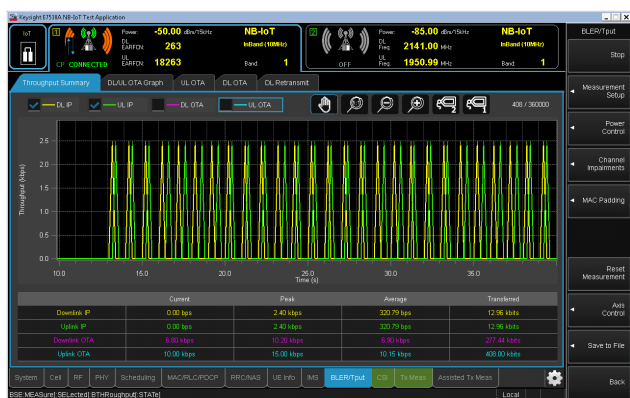 Keysight E7530A NB-IoT Test Application
IoT
1
Power: -50.00 dBm/15kHz NB-IoT
DL EARFCN: 263 InBand (10MHz)
UL EARFCN: 18263 Band 1
CP CONNECTED
2
Power: -85.00 dBm/15kHz NB-IoT
DL Freq: 2141.00 MHz InBand (10MHz)
UL Freq: 1950.99 MHz Band 1
OFF
BLER/Tput
Stop
Measurement Setup
Power Control
Channel Impairments
MAC Padding
Reset Measurement
Axis Control
Save to File
Back
Throughput Summary DL/UL OTA Graph UL OTA DL OTA DL Retransmit
DL IP UL IP DL OTA UL OTA 408 / 360000
Throughput (kbps)
2.5
2.0
1.5
1.0
0.5
0.0
10.0 15.0 20.0 25.0 30.0 35.0
Time (s)
Current Peak Average Transferred
Downlink IP 0.00 bps 2.40 kbps 320.79 bps 12.96 kbits
Uplink IP 0.00 bps 2.40 kbps 320.79 bps 12.96 kbits
Downlink OTA 6.80 kbps 10.20 kbps 6.90 kbps 277.44 kbits
Uplink OTA 10.00 kbps 15.00 kbps 10.15 kbps 408.00 kbits
System Cell RF PHY Scheduling MAC/RLC/PDCP RRC/NAS UE Info IMS BLER/Tput CSI Tx Meas Assisted Tx Meas
BSE:MEASure[:SELected]:BTHRoughput[:STATe] Local